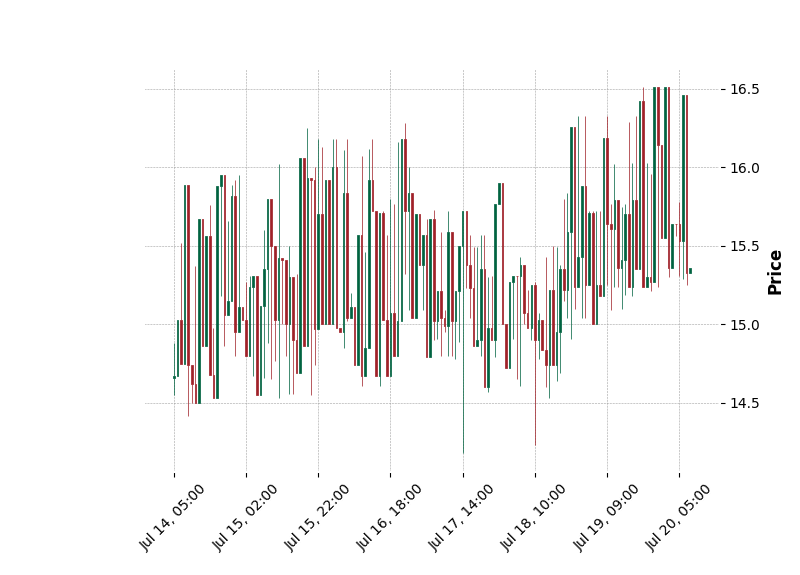 16.5
16.0
15.5
15.0
14.5
Price
Jul 14, 05:00
Jul 15, 02:00
Jul 15, 22:00
Jul 16, 18:00
Jul 17, 14:00
Jul 18, 10:00
Jul 19, 09:00
Jul 20, 05:00